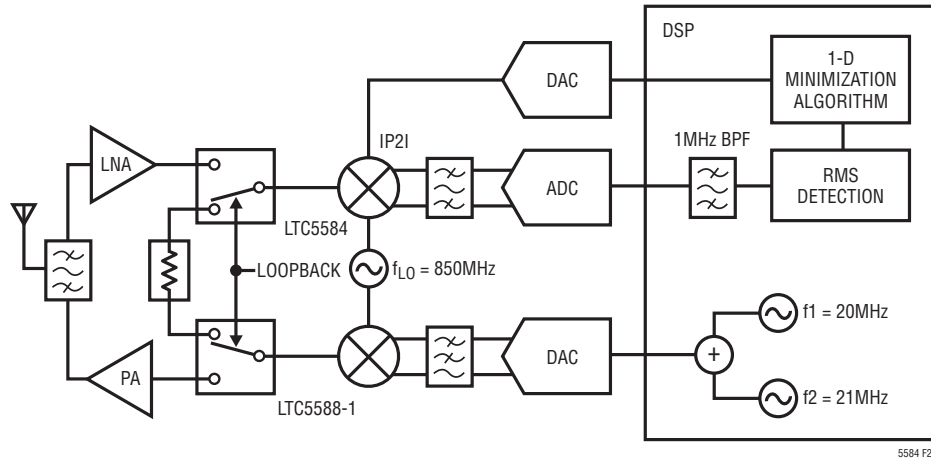 DSP
DAC
1-D
MINIMIZATION
ALGORITHM
IP2I
1MHz BPF
LNA
ADC
RMS
DETECTION
LTC5584
LOOPBACK
fLO = 850MHz
f1 = 20MHz
PA
DAC
+
f2 = 21MHz
LTC5588-1
5584 F2